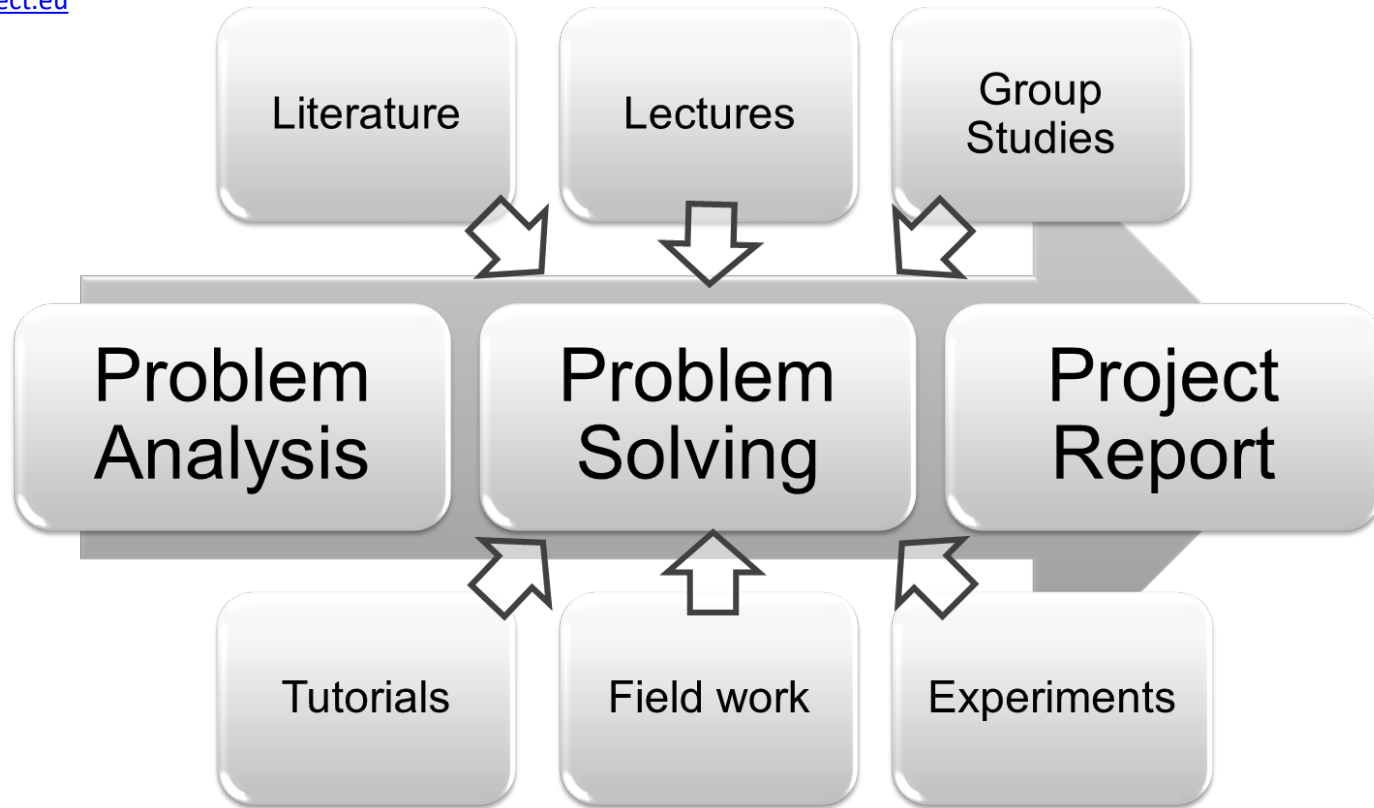 ect.eu
Literature
Lectures
Group
Studies
Problem
Analysis
Problem
Solving
Project
Report
Tutorials
Field work
Experiments